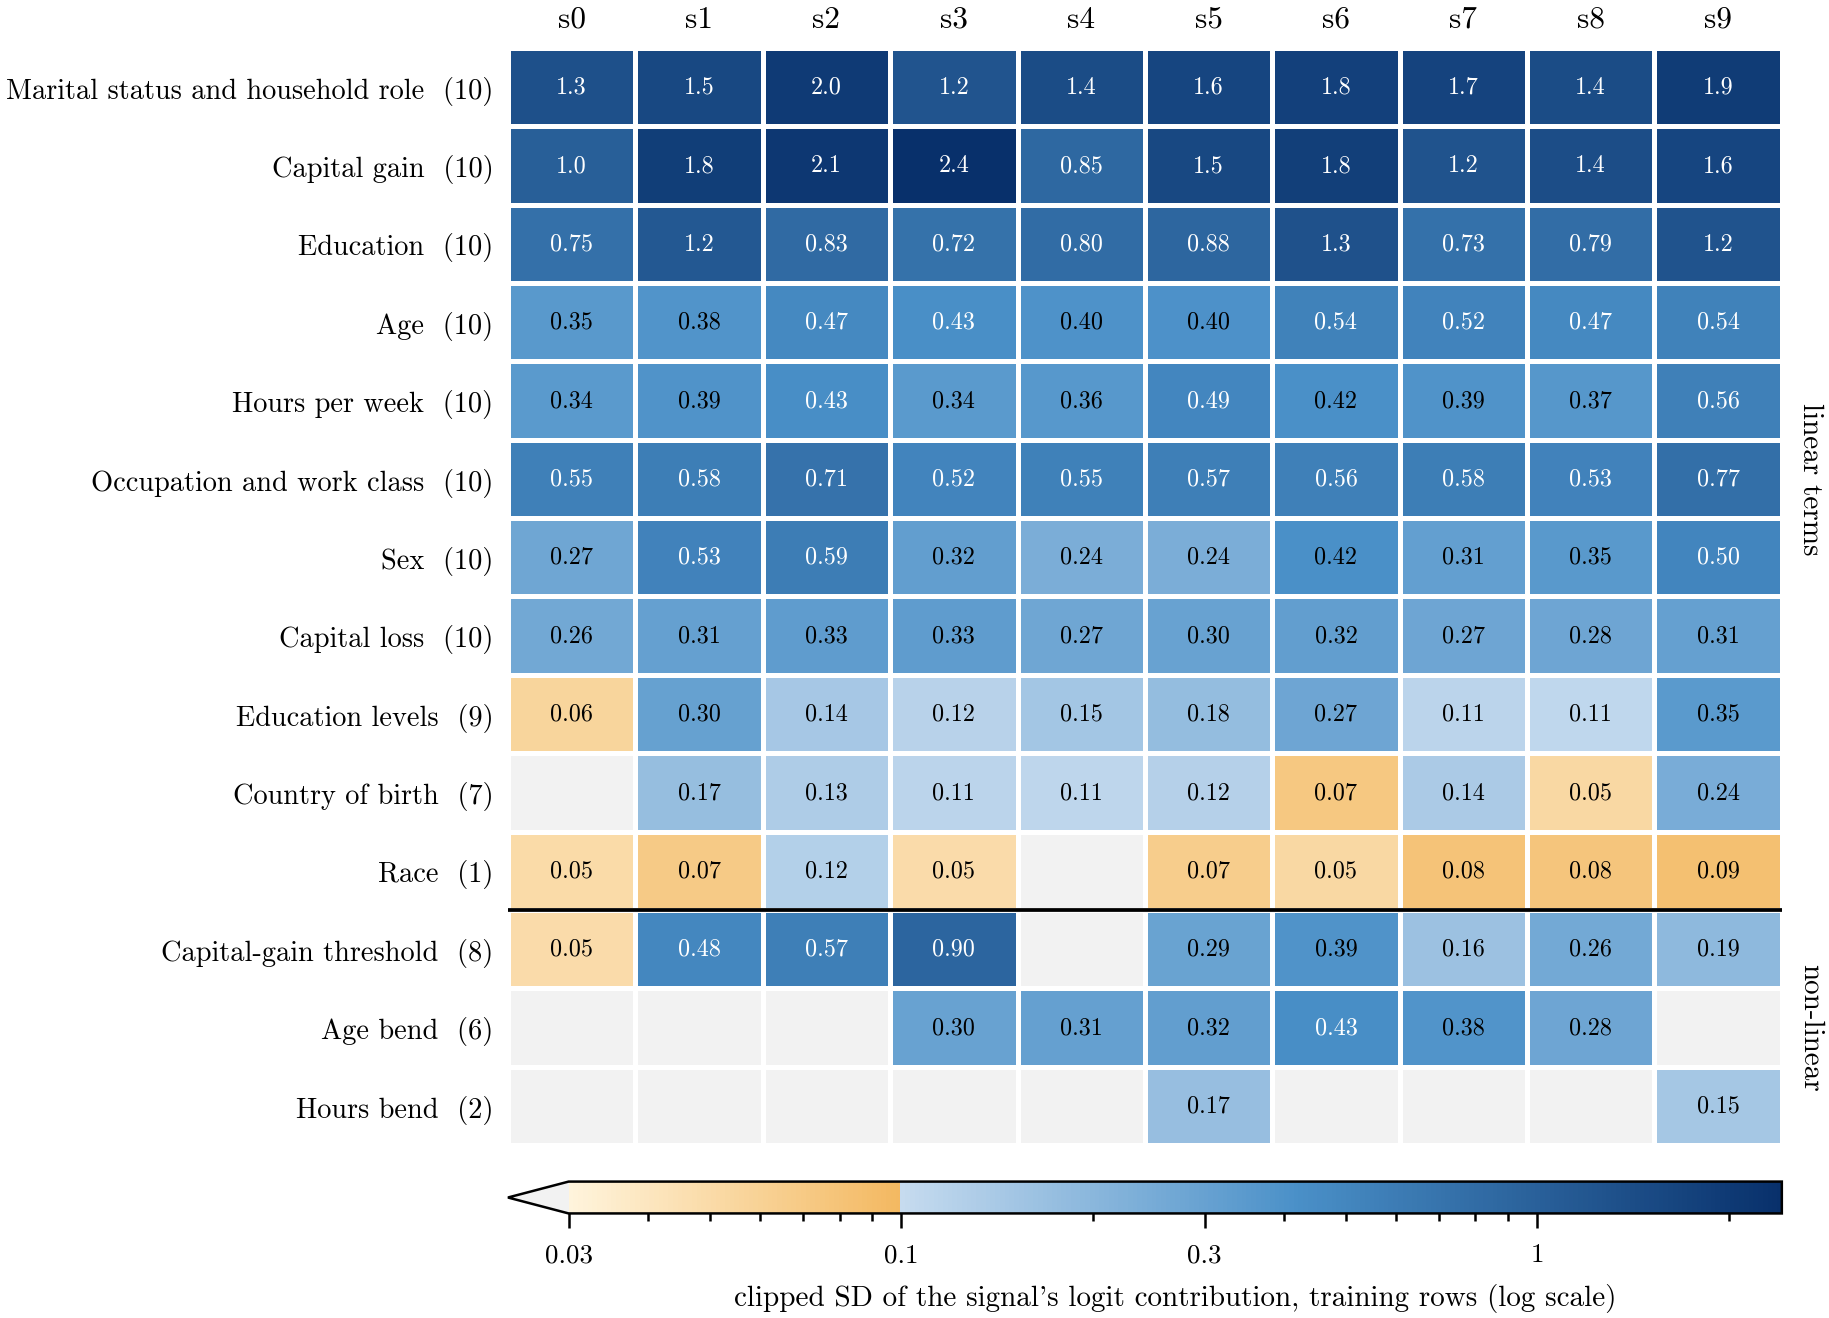 s0 s1 s2 s3 s4 s5 s6 s7 s8 s9
Marital status and household role (10) 1.3 1.5 2.0 1.2 1.4 1.6 1.8 1.7 1.4 1.9
Capital gain (10) 1.0 1.8 2.1 2.4 0.85 1.5 1.8 1.2 1.4 1.6
Education (10) 0.75 1.2 0.83 0.72 0.80 0.88 1.3 0.73 0.79 1.2
Age (10) 0.35 0.38 0.47 0.43 0.40 0.40 0.54 0.52 0.47 0.54
Hours per week (10) 0.34 0.39 0.43 0.34 0.36 0.49 0.42 0.39 0.37 0.56
Occupation and work class (10) 0.55 0.58 0.71 0.52 0.55 0.57 0.56 0.58 0.53 0.77
Sex (10) 0.27 0.53 0.59 0.32 0.24 0.24 0.42 0.31 0.35 0.50
Capital loss (10) 0.26 0.31 0.33 0.33 0.27 0.30 0.32 0.27 0.28 0.31
Education levels (9) 0.06 0.30 0.14 0.12 0.15 0.18 0.27 0.11 0.11 0.35
Country of birth (7) 0.17 0.13 0.11 0.11 0.12 0.07 0.14 0.05 0.24
Race (1) 0.05 0.07 0.12 0.05 0.07 0.05 0.08 0.08 0.09
linear terms
Capital-gain threshold (8) 0.05 0.48 0.57 0.90 0.29 0.39 0.16 0.26 0.19
Age bend (6) 0.30 0.31 0.32 0.43 0.38 0.28
Hours bend (2) 0.17 0.15
non-linear
0.03 0.1 0.3 1
clipped SD of the signal's logit contribution, training rows (log scale)